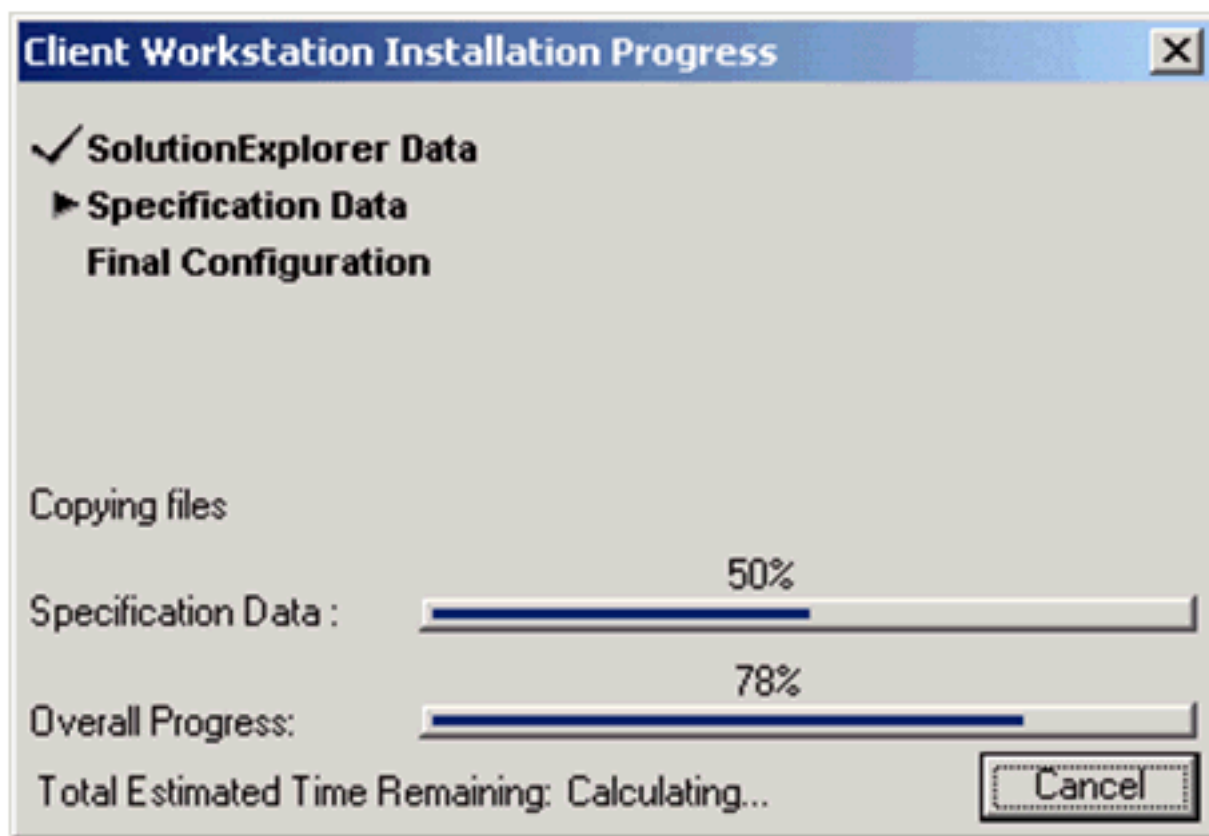 Client Workstation Installation Progress
SolutionExplorer Data
Specification Data
Final Configuration
Copying files
50%
Specification Data :
78%
Overall Progress:
Total Estimated Time Remaining: Calculating...
Cancel